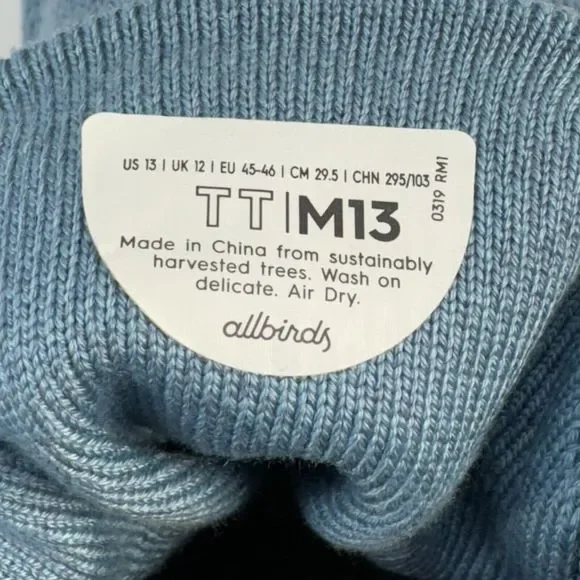 US 13 | UK 12 | EU 45-46 | CM 29.5 | CHN 295/103
0319 RM1
TT|M13
Made in China from sustainably
harvested trees. Wash on
delicate. Air Dry.
allbirds